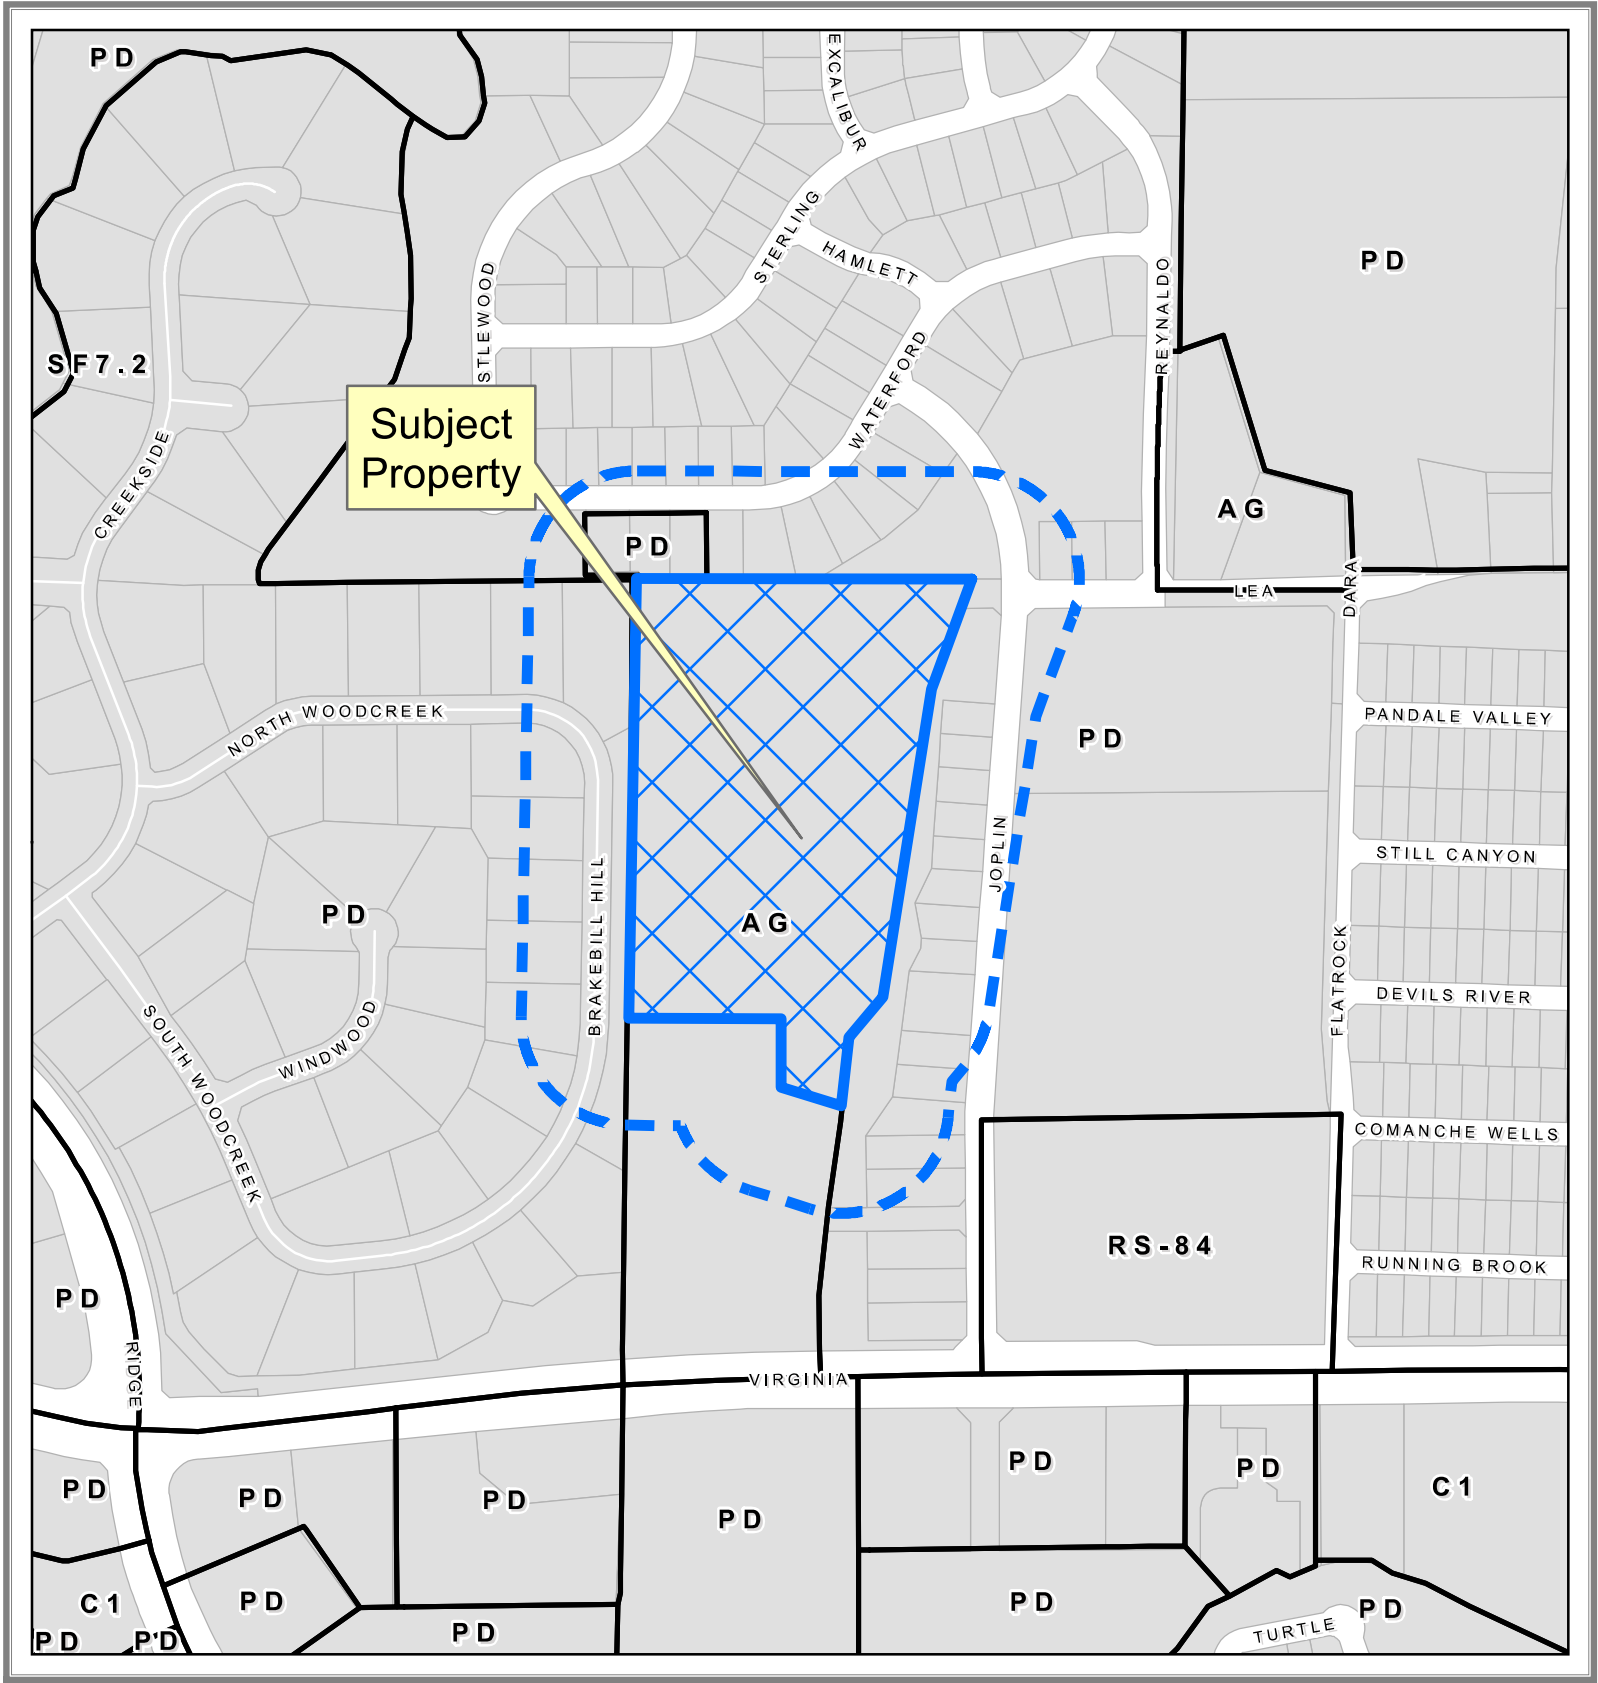 PD
EXCALIBUR
STERLING
HAMLETT
STLEWOOD
REYNALDO
PD
WATERFORD
SF7.2
Subject
Property
CREEKSIDE
AG
PD
LEA
DARA
NORTH WOODCREEK
PD
PANDALE VALLEY
JOPLIN
STILL CANYON
BRAKEBILL HILL
PD
AG
FLATROCK
DEVILS RIVER
SOUTH WOODCREEK
WINDWOOD
COMANCHE WELLS
RS-84
RUNNING BROOK
PD
RIDGE
VIRGINIA
PD
PD
PD
PD
PD
PD
PD
C1
C1
PD
PD
PD
PD
PD
PD
TURTLE